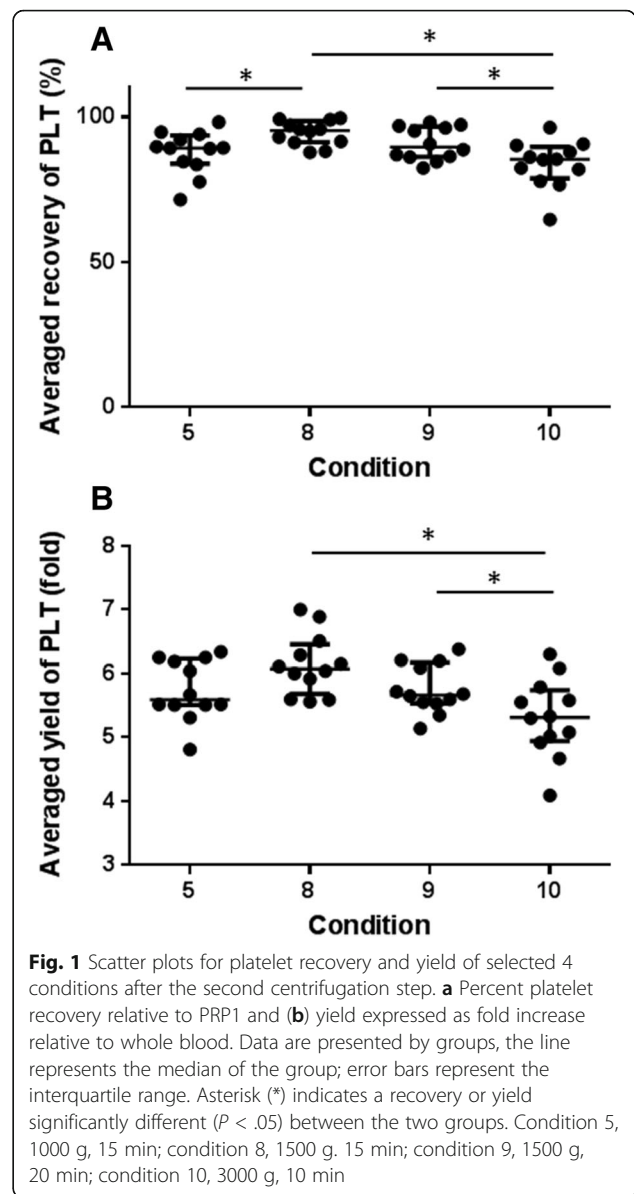 A
*
*
*
Averaged recovery of PLT (%)
100
50
0
5 8 9 10
Condition
B
*
*
Averaged yield of PLT (fold)
8
7
6
5
4
3
5 8 9 10
Condition
Fig. 1 Scatter plots for platelet recovery and yield of selected 4
conditions after the second centrifugation step. a Percent platelet
recovery relative to PRP1 and (b) yield expressed as fold increase
relative to whole blood. Data are presented by groups, the line
represents the median of the group; error bars represent the
interquartile range. Asterisk (*) indicates a recovery or yield
significantly different (P < .05) between the two groups. Condition 5,
1000 g, 15 min; condition 8, 1500 g. 15 min; condition 9, 1500 g,
20 min; condition 10, 3000 g, 10 min